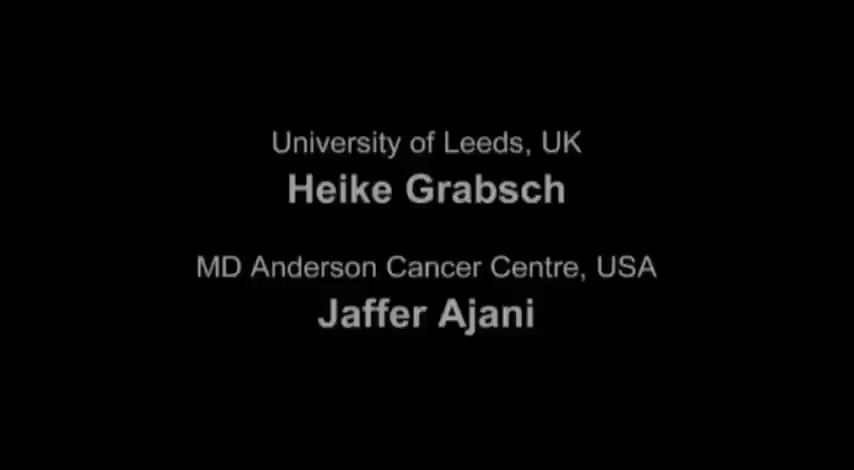 University of Leeds, UK
Heike Grabsch
MD Anderson Cancer Centre, USA
Jaffer Ajani